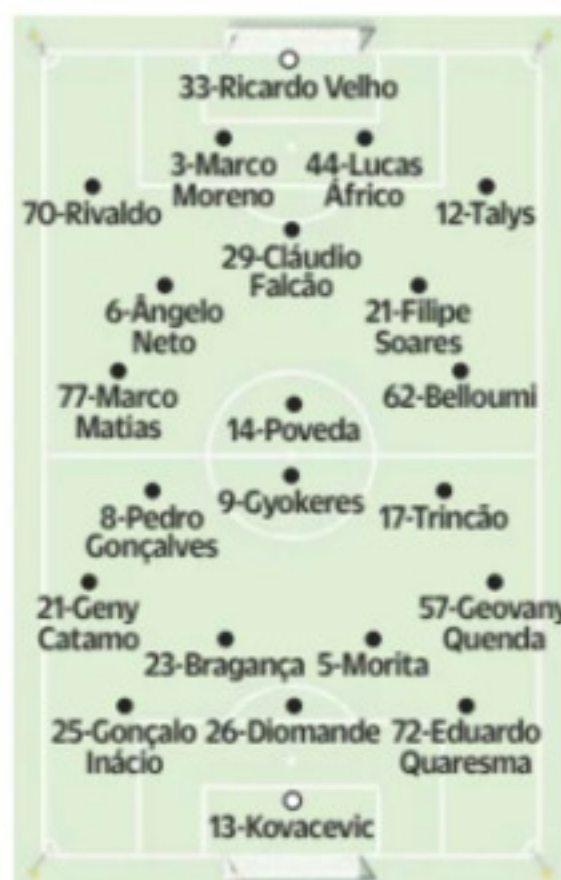 33-Ricardo Velho
3-Marco
Moreno
44-Lucas
Áfrico
70-Rivaldo
12-Talys
29-Cláudio
Falcão
6-Ângelo
Neto
21-Filipe
Soares
77-Marco
Matias
62-Belloumi
14-Poveda
9-Gyokeres
8-Pedro
Gonçalves
17-Trincão
21-Geny
Catamo
57-Geovany
Quenda
23-Bragança
5-Morita
25-Gonçalo
Inácio
26-Diomande
72-Eduardo
Quaresma
13-Kovacevic